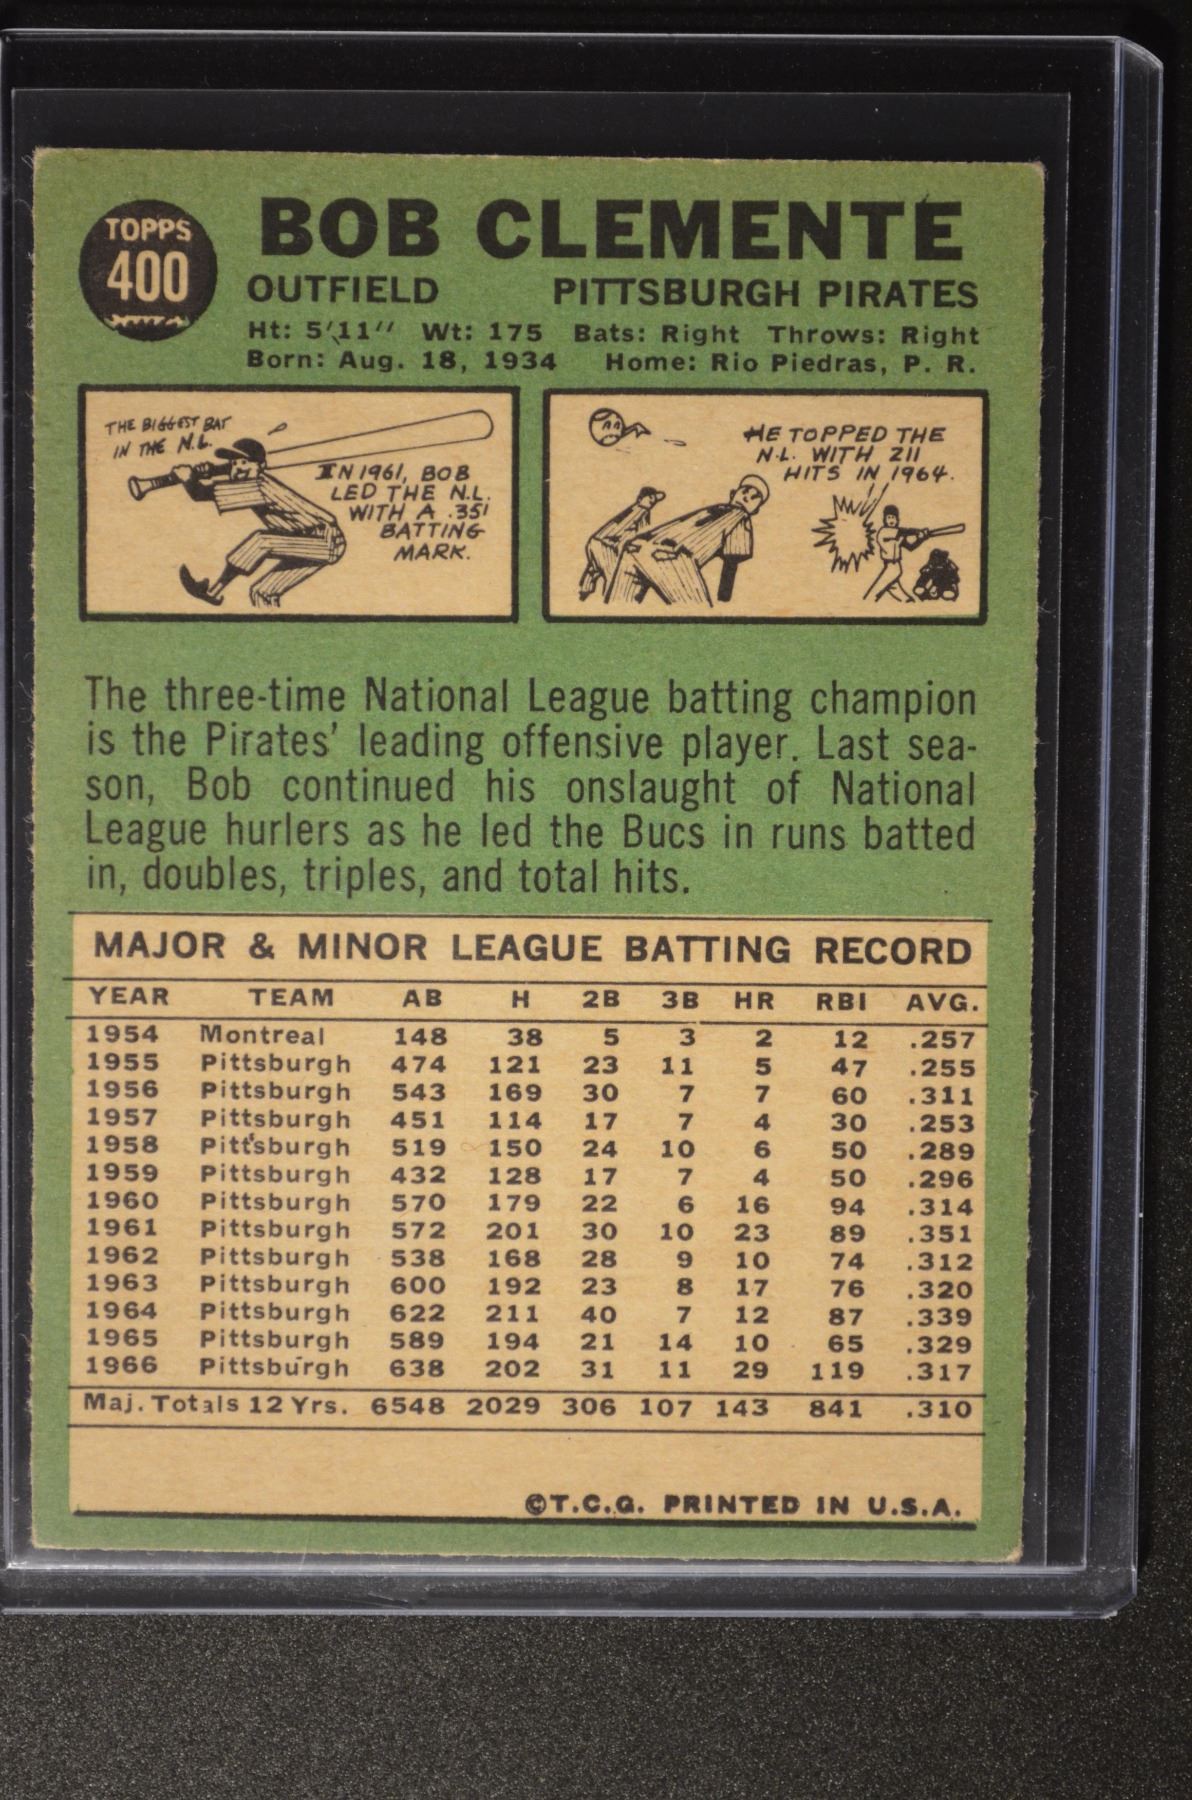 TOPPS
400
BOB CLEMENTE
OUTFIELD PITTSBURGH PIRATES
Ht: 5'11" Wt: 175 Bats: Right Throws: Right
Born: Aug. 18, 1934 Home: Rio Piedras, P. R.
THE BIGGEST BAT
IN THE N.L.
IN 1961, BOB
LED THE N.L.
WITH A .351
BATTING
MARK.
HE TOPPED THE
N.L. WITH 211
HITS IN 1964.
The three-time National League batting champion
is the Pirates' leading offensive player. Last sea-
son, Bob continued his onslaught of National
League hurlers as he led the Bucs in runs batted
in, doubles, triples, and total hits.
MAJOR & MINOR LEAGUE BATTING RECORD
YEAR TEAM AB H 2B 3B HR RBI AVG.
1954 Montreal 148 38 5 3 2 12 .257
1955 Pittsburgh 474 121 23 11 5 47 .255
1956 Pittsburgh 543 169 30 7 7 60 .311
1957 Pittsburgh 451 114 17 7 4 30 .253
1958 Pittsburgh 519 150 24 10 6 50 .289
1959 Pittsburgh 432 128 17 7 4 50 .296
1960 Pittsburgh 570 179 22 6 16 94 .314
1961 Pittsburgh 572 201 30 10 23 89 .351
1962 Pittsburgh 538 168 28 9 10 74 .312
1963 Pittsburgh 600 192 23 8 17 76 .320
1964 Pittsburgh 622 211 40 7 12 87 .339
1965 Pittsburgh 589 194 21 14 10 65 .329
1966 Pittsburgh 638 202 31 11 29 119 .317
Maj. Totals 12 Yrs. 6548 2029 306 107 143 841 .310
©T.C.G. PRINTED IN U.S.A.